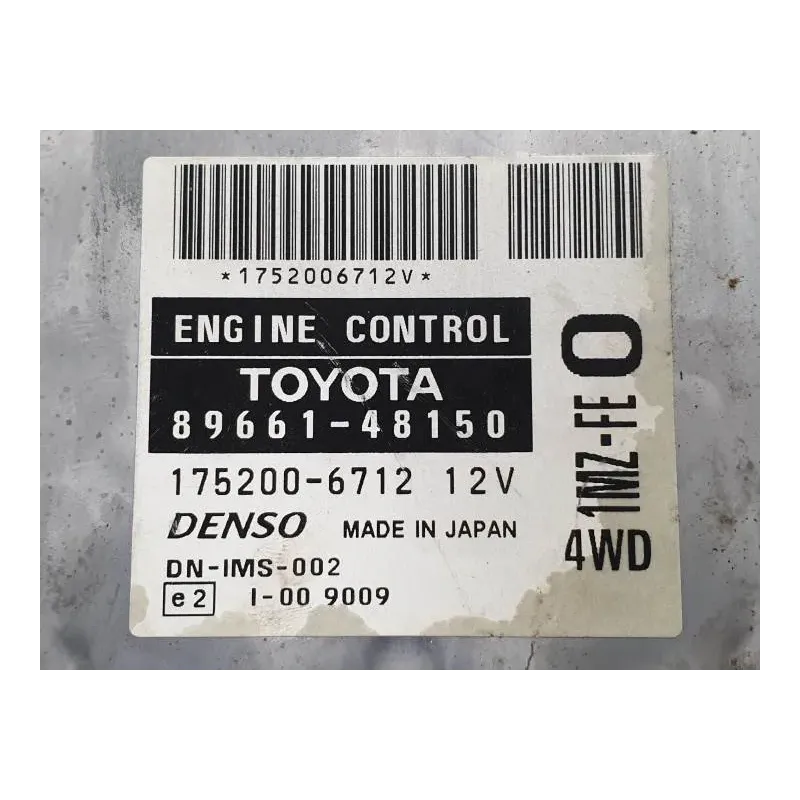 *1752006712V*
ENGINE CONTROL
TOYOTA
89661-48150
175200-6712 12V
DENSO MADE IN JAPAN
DN-IMS-002
e2 I-00 9009
O
1MZ-FE
4WD